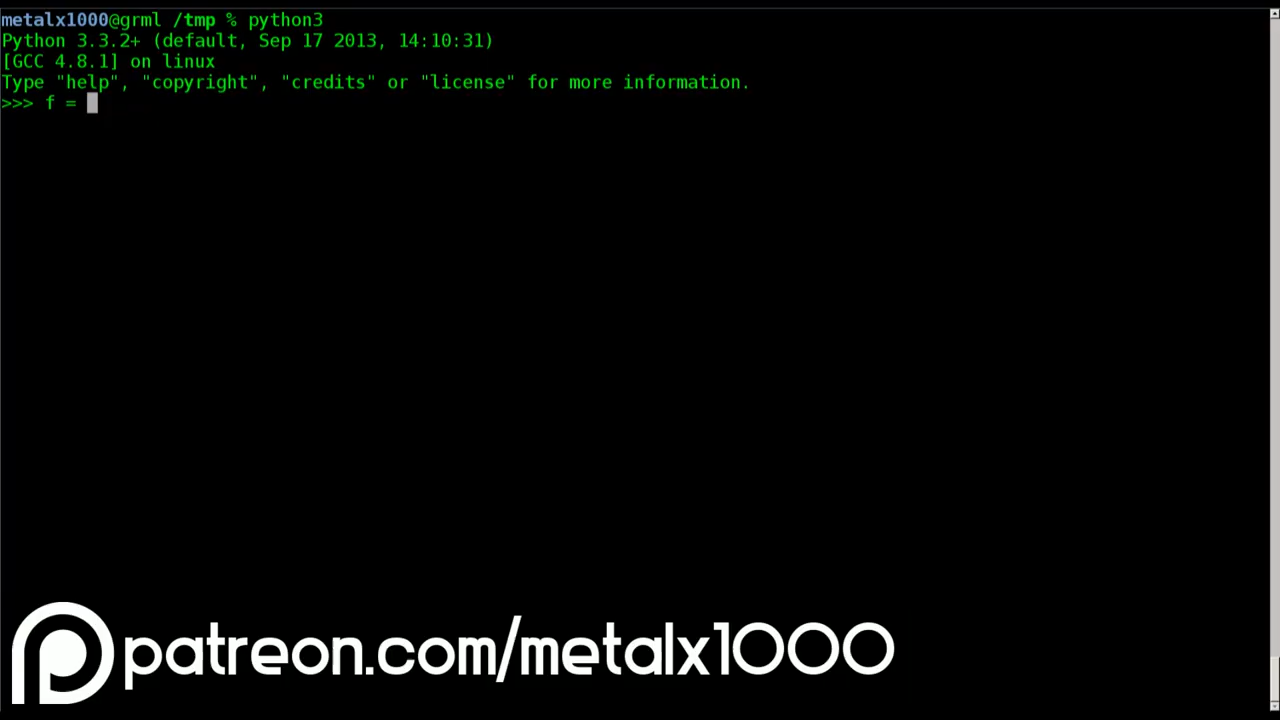 metalx1000@grml /tmp % python3
Python 3.3.2+ (default, Sep 17 2013, 14:10:31)
[GCC 4.8.1] on linux
Type "help", "copyright", "credits" or "license" for more information.
>>> f =
patreon.com/metalx1000